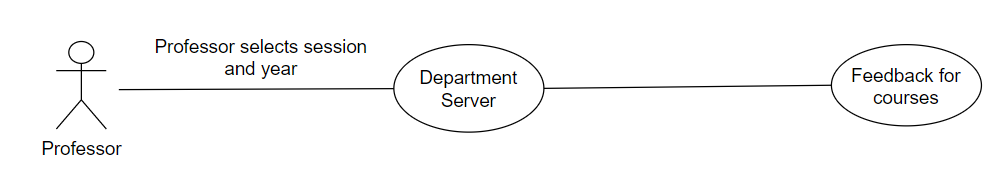 Professor selects session
and year
Professor
Department
Server
Feedback for
courses